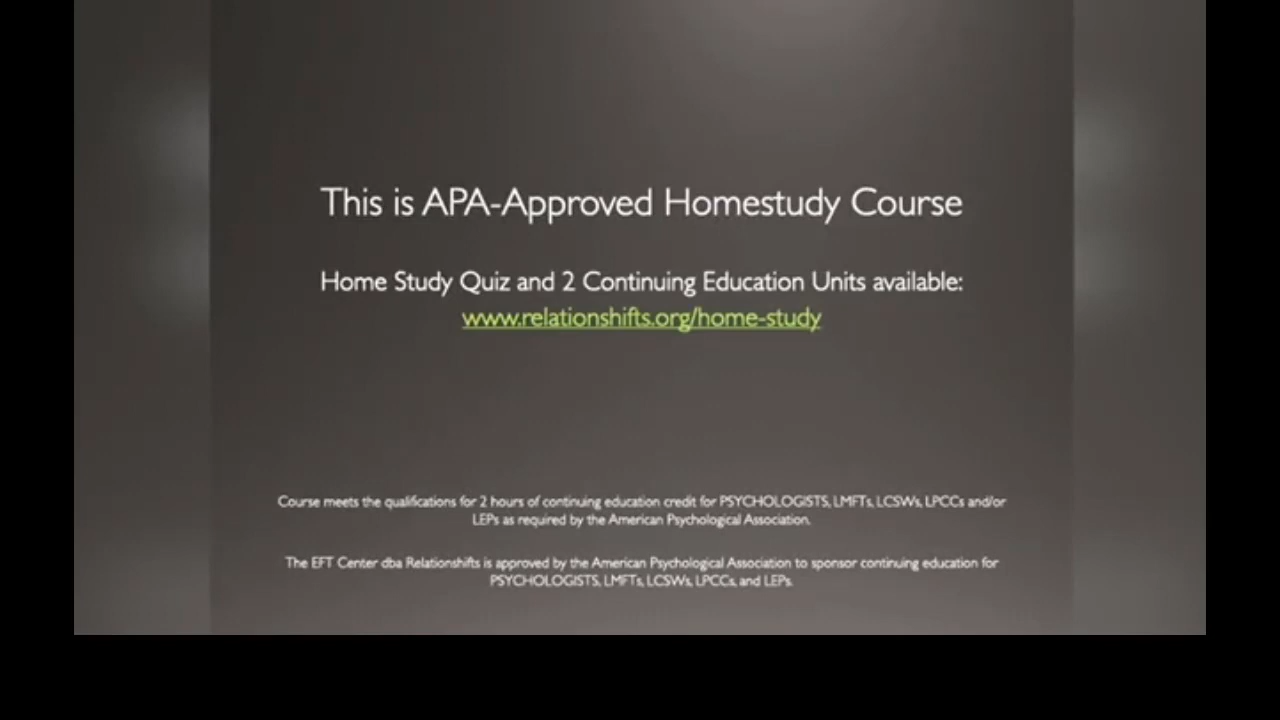 This is APA-Approved Homestudy Course
Home Study Quiz and 2 Continuing Education Units available:
www.relationshifts.org/home-study
Course meets the qualifications for 2 hours of continuing education credit for PSYCHOLOGISTS, LMFTs, LCSWs, LPCCs and/or
LEPs as required by the American Psychological Association.
The EFT Center dba Relationshifts is approved by the American Psychological Association to sponsor continuing education for
PSYCHOLOGISTS, LMFTs, LCSWs, LPCCs, and LEPs.